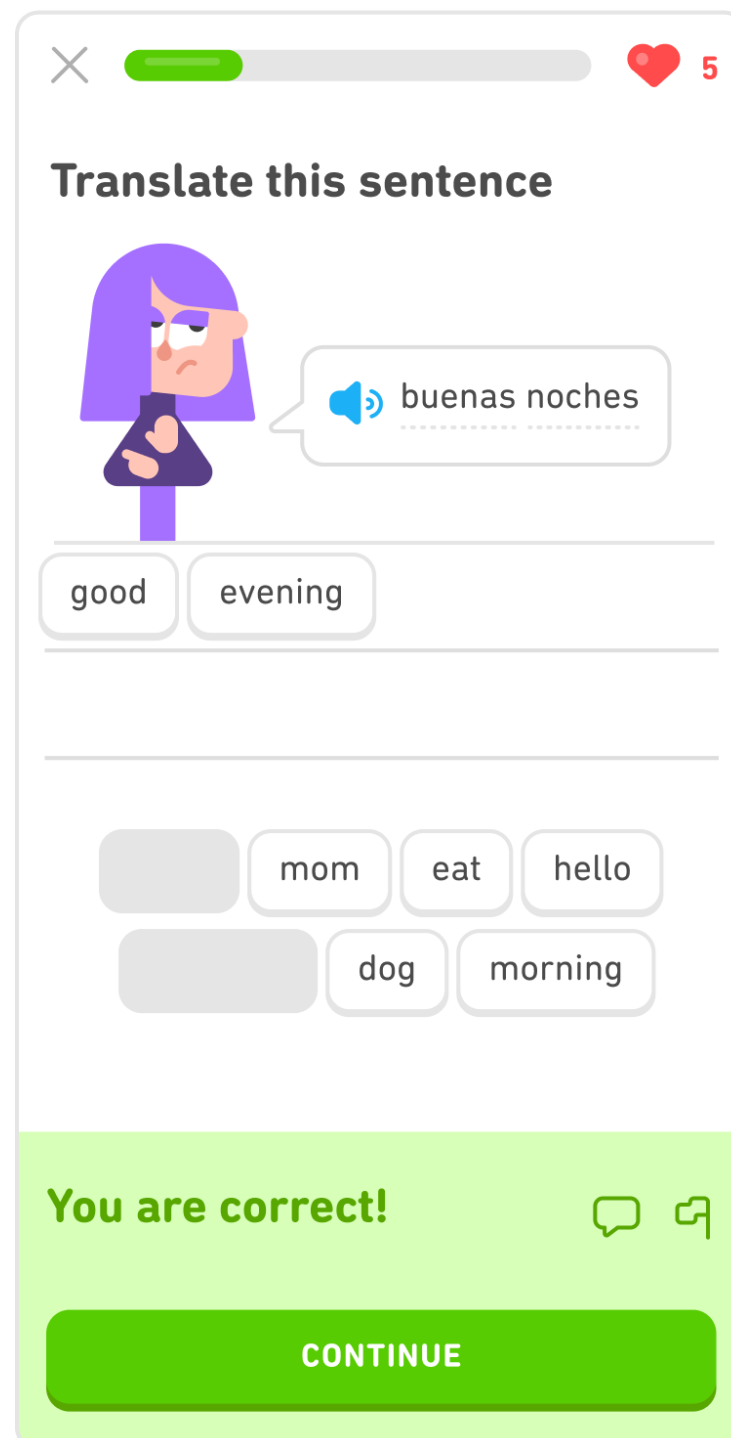 5
Translate this sentence
buenas noches
good evening
mom eat hello
dog morning
You are correct!
CONTINUE